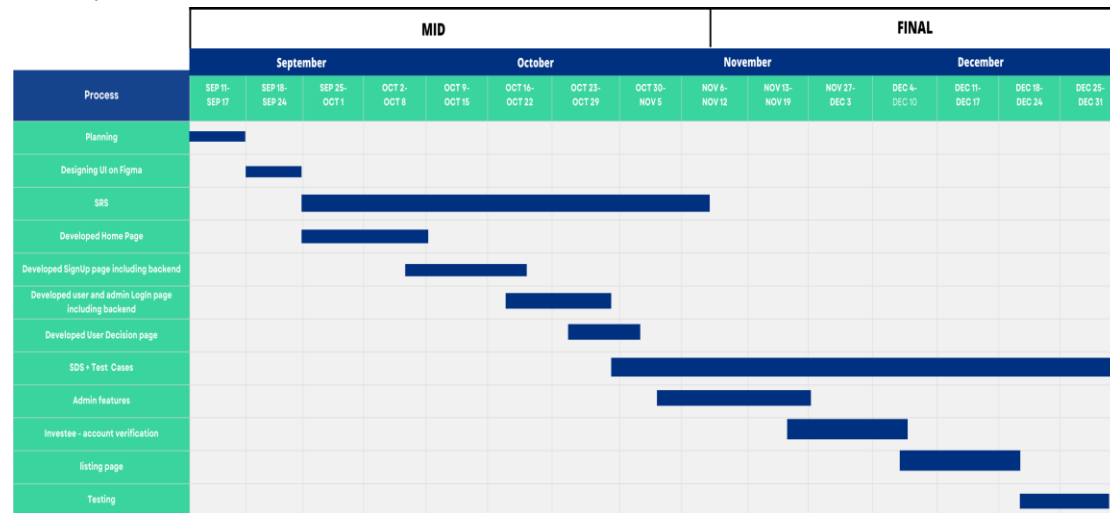 MID FINAL
September October November December
Process
SEP 11- SEP 18- SEP 25- OCT 2- OCT 9- OCT 16- OCT 23- OCT 30- NOV 6- NOV 13- NOV 27- DEC 4- DEC 11- DEC 18- DEC 25-
SEP 17 SEP 24 OCT 1 OCT 8 OCT 15 OCT 22 OCT 29 NOV 5 NOV 12 NOV 19 DEC 3 DEC 10 DEC 17 DEC 24 DEC 31
Planning
Designing UI on Figma
SRS
Developed Home Page
Developed SignUp page including backend
Developed user and admin LogIn page
including backend
Developed User Decision page
SDS + Test Cases
Admin features
Investee - account verification
listing page
Testing